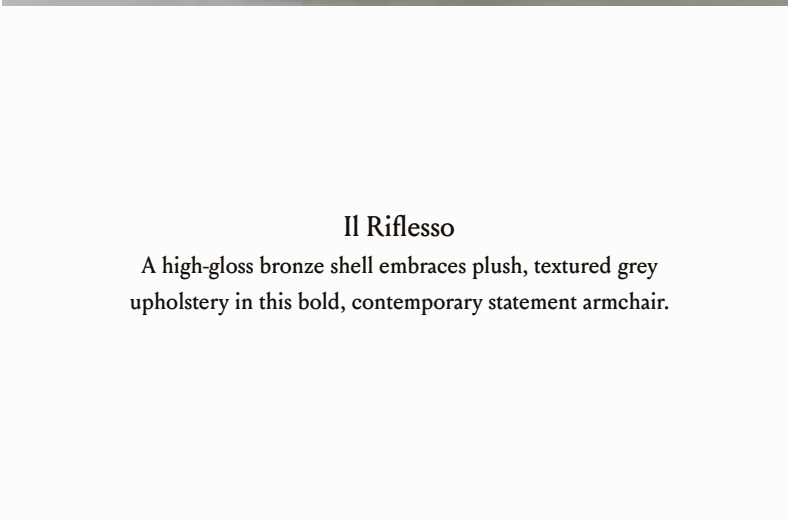 Il Riflesso
A high-gloss bronze shell embraces plush, textured grey
upholstery in this bold, contemporary statement armchair.